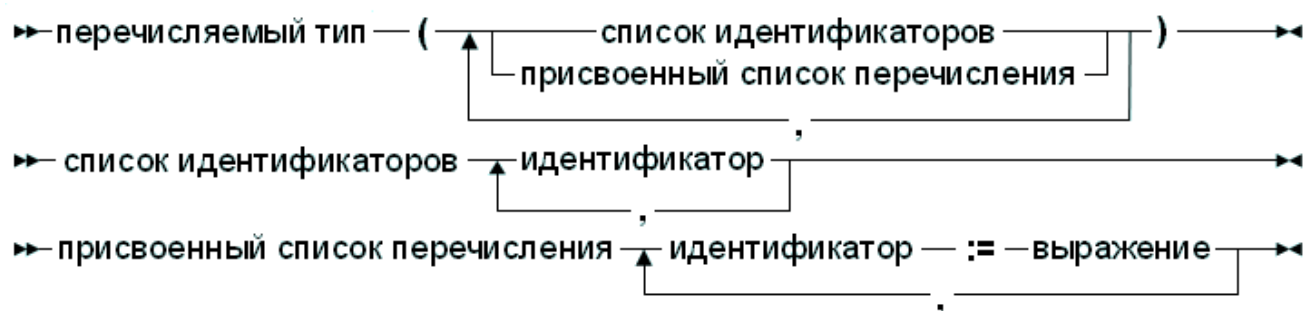 перечисляемый тип ( список идентификаторов )
присвоенный список перечисления
,
список идентификаторов идентификатор
,
присвоенный список перечисления идентификатор := выражение
,